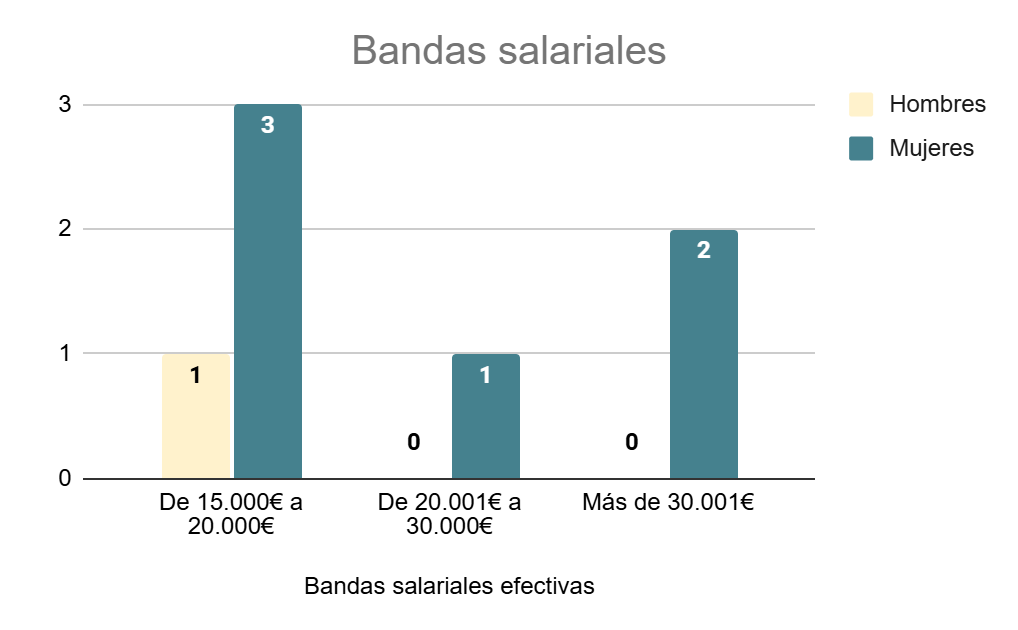 Bandas salariales
Hombres
Mujeres
3
2
1
0
3
1
1
2
0
0
De 15.000€ a
20.000€
De 20.001€ a
30.000€
Más de 30.001€
Bandas salariales efectivas